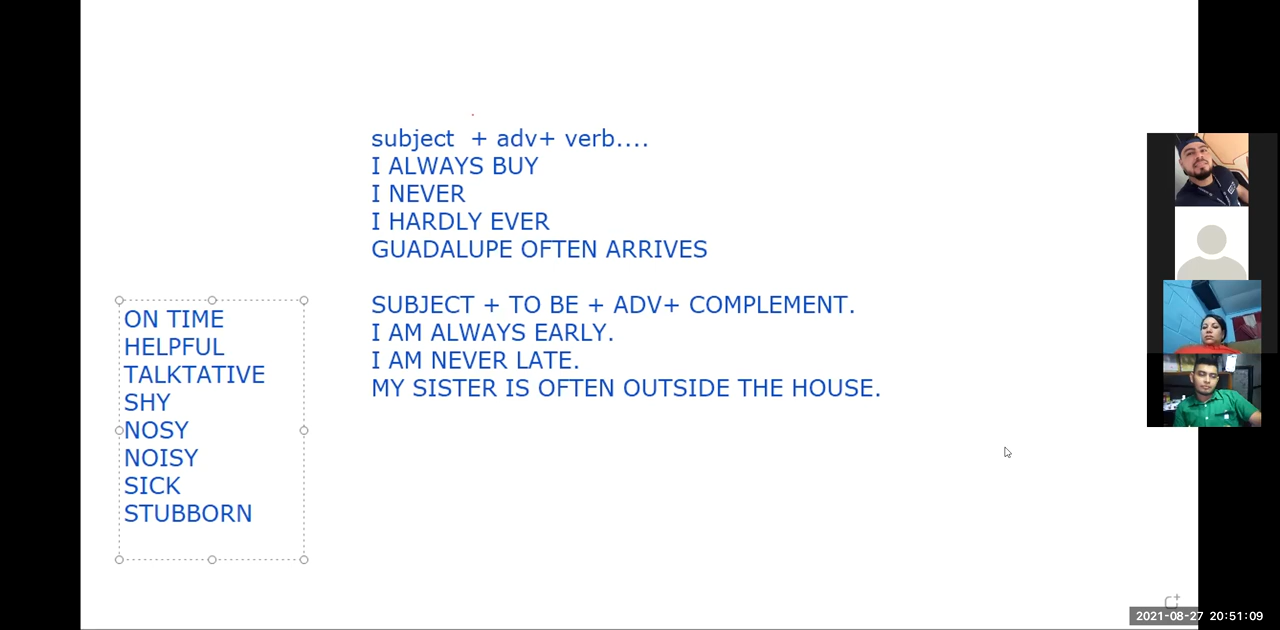 subject + adv+ verb....
I ALWAYS BUY
I NEVER
I HARDLY EVER
GUADALUPE OFTEN ARRIVES
SUBJECT + TO BE + ADV+ COMPLEMENT.
I AM ALWAYS EARLY.
I AM NEVER LATE.
MY SISTER IS OFTEN OUTSIDE THE HOUSE.
ON TIME
HELPFUL
TALKTATIVE
SHY
NOSY
NOISY
SICK
STUBBORN
2021-08-27 20:51:09